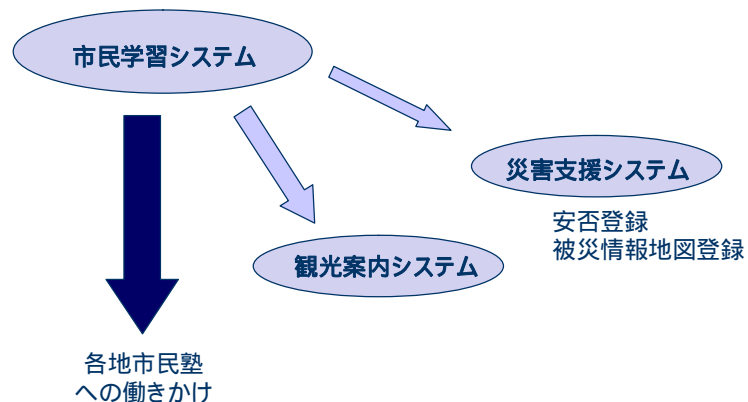 市民学習システム
災害支援システム
安否登録
被災情報地図登録
観光案内システム
各地市民塾
への働きかけ